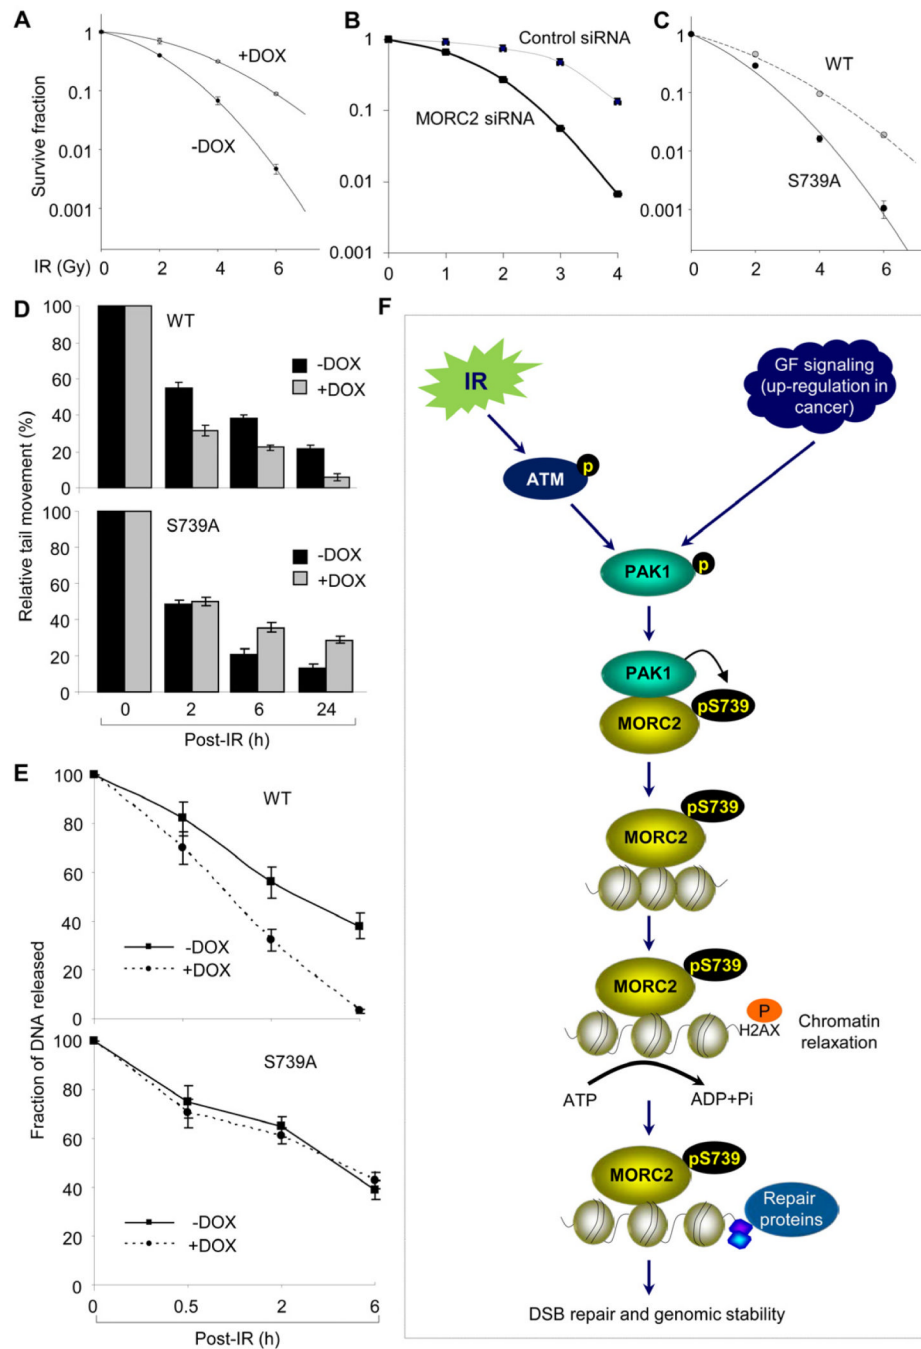 A
Survive fraction
1
0.1
0.01
0.001
+DOX
-DOX
IR (Gy)
0
2
4
6
B
1
0.1
0.01
0.001
Control siRNA
MORC2 siRNA
0
1
2
3
4
C
1
0.1
0.01
0.001
WT
S739A
0
2
4
6
D
Relative tail movement (%)
100
80
60
40
20
0
WT
-DOX
+DOX
100
80
60
40
20
0
S739A
-DOX
+DOX
0
2
6
24
Post-IR (h)
E
Fraction of DNA released
100
80
60
40
20
0
WT
-DOX
+DOX
100
80
60
40
20
0
S739A
-DOX
+DOX
0
0.5
2
6
Post-IR (h)
F
IR
GF signaling
(up-regulation in
cancer)
ATM
p
PAK1
p
PAK1
pS739
MORC2
pS739
MORC2
pS739
MORC2
P
H2AX
Chromatin
relaxation
ATP
ADP+Pi
pS739
MORC2
Repair
proteins
DSB repair and genomic stability